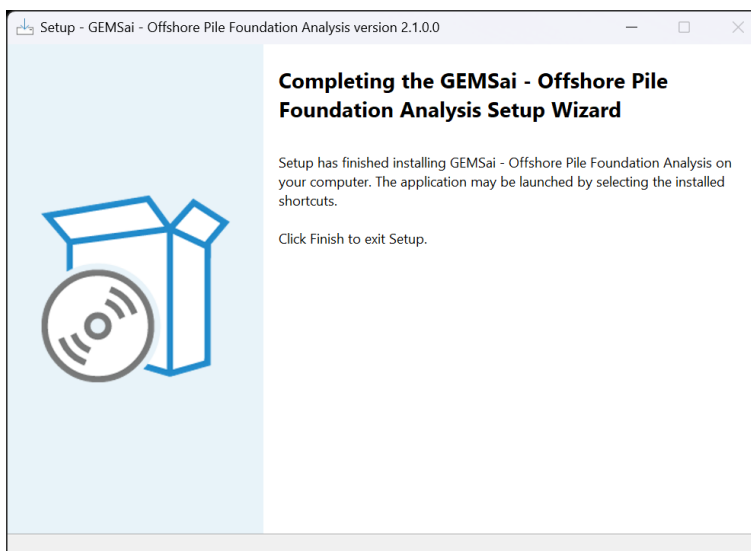 Setup - GEMSai - Offshore Pile Foundation Analysis version 2.1.0.0
Completing the GEMSai - Offshore Pile
Foundation Analysis Setup Wizard
Setup has finished installing GEMSai - Offshore Pile Foundation Analysis on
your computer. The application may be launched by selecting the installed
shortcuts.
Click Finish to exit Setup.